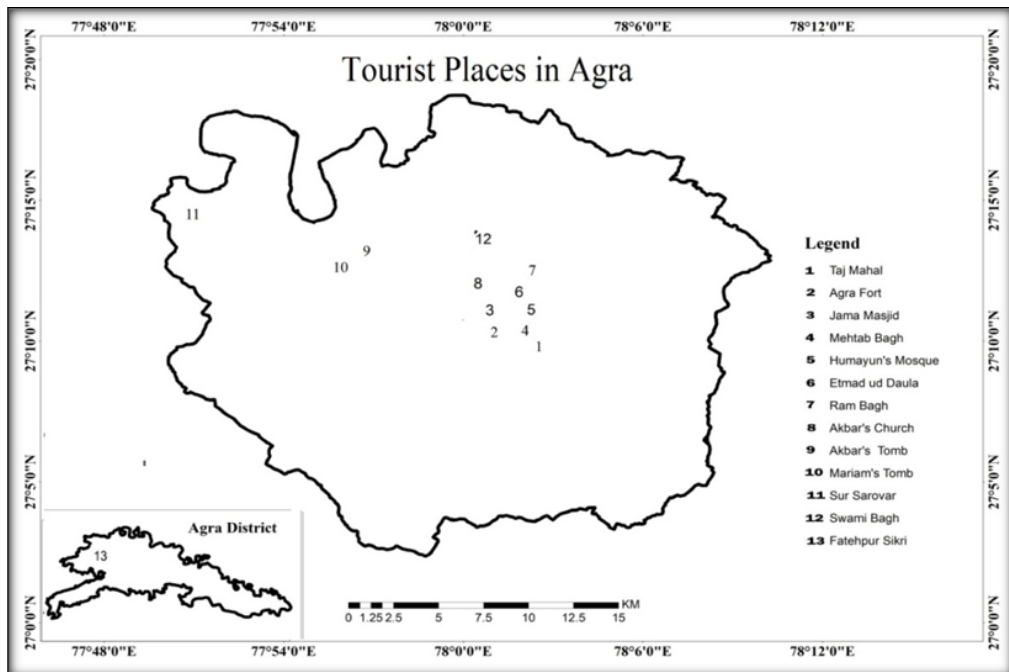 77°48'0"E 77°54'0"E 78°0'0"E 78°6'0"E 78°12'0"E
Tourist Places in Agra
27°20'0"N 27°20'0"N
27°15'0"N 27°15'0"N
11
12
9
10
7
8
6
3 5
2 4
1
27°10'0"N 27°10'0"N
Legend
1 Taj Mahal
2 Agra Fort
3 Jama Masjid
4 Mehtab Bagh
5 Humayun's Mosque
6 Etmad ud Daula
7 Ram Bagh
8 Akbar's Church
9 Akbar's Tomb
10 Mariam's Tomb
11 Sur Sarovar
12 Swami Bagh
13 Fatehpur Sikri
27°5'0"N 27°5'0"N
Agra District
13
KM
0 1.25 2.5 5 7.5 10 12.5 15
27°0'0"N 27°0'0"N
77°48'0"E 77°54'0"E 78°0'0"E 78°6'0"E 78°12'0"E